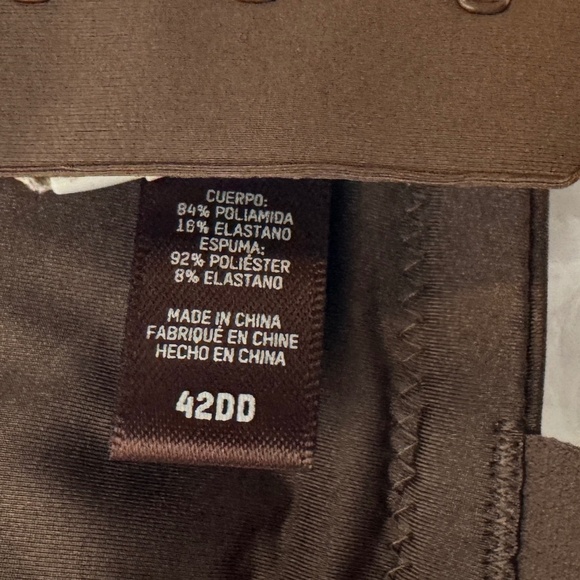 CUERPO:
84% POLIAMIDA
16% ELASTANO
ESPUMA:
92% POLIÉSTER
8% ELASTANO
MADE IN CHINA
FABRIQUÉ EN CHINE
HECHO EN CHINA
42DD